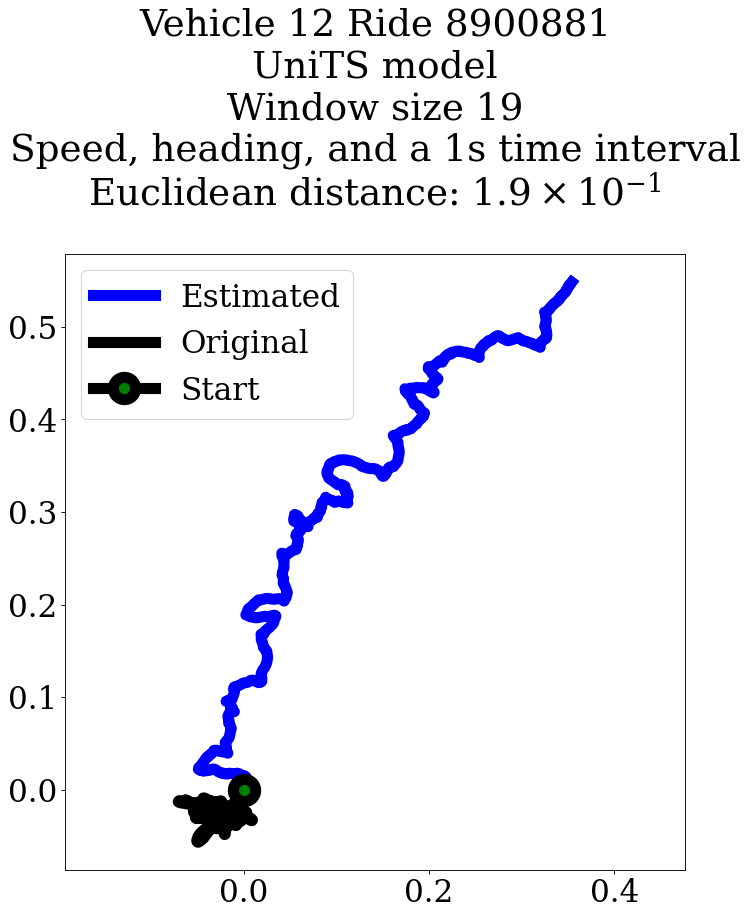 Vehicle 12 Ride 8900881
UniTS model
Window size 19
Speed, heading, and a 1s time interval
Euclidean distance: $1.9 \times 10^{-1}$
Estimated
Original
Start
0.5
0.4
0.3
0.2
0.1
0.0
0.0 0.2 0.4